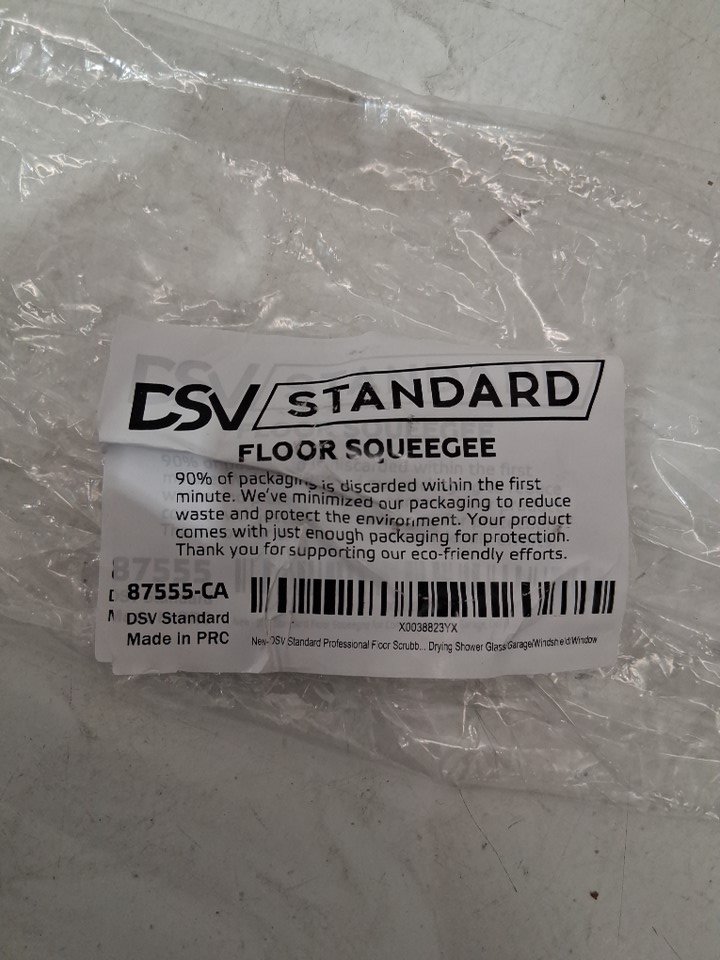 DSV STANDARD
FLOOR SQUEEGEE
90% of packaging is discarded within the first
minute. We've minimized our packaging to reduce
waste and protect the environment. Your product
comes with just enough packaging for protection.
Thank you for supporting our eco-friendly efforts.
87555-CA
DSV Standard
Made in PRC
X0038823YX
New- DSV Standard Professional Floor Scrubb... Drying Shower Glass Garage/Windshield/Window